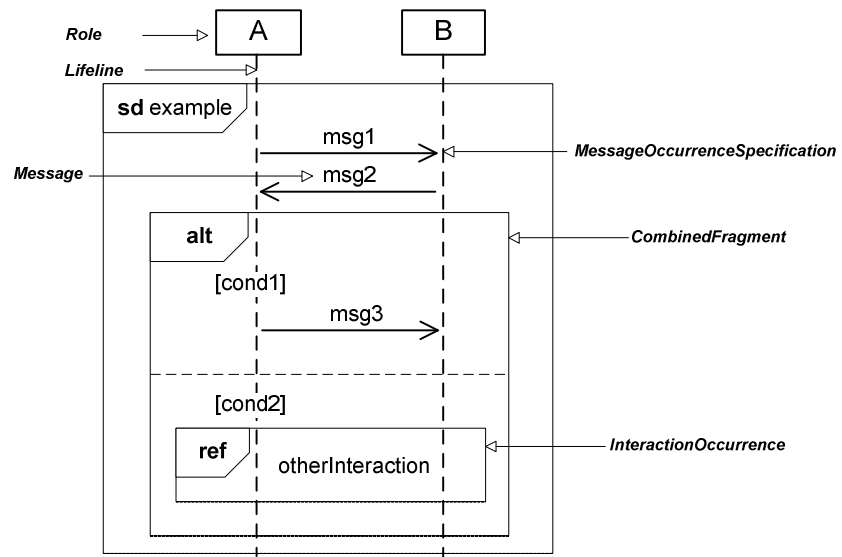 Role
A
B
Lifeline
sd example
msg1
MessageOccurrenceSpecification
Message
msg2
alt
CombinedFragment
[cond1]
msg3
[cond2]
ref
otherInteraction
InteractionOccurrence